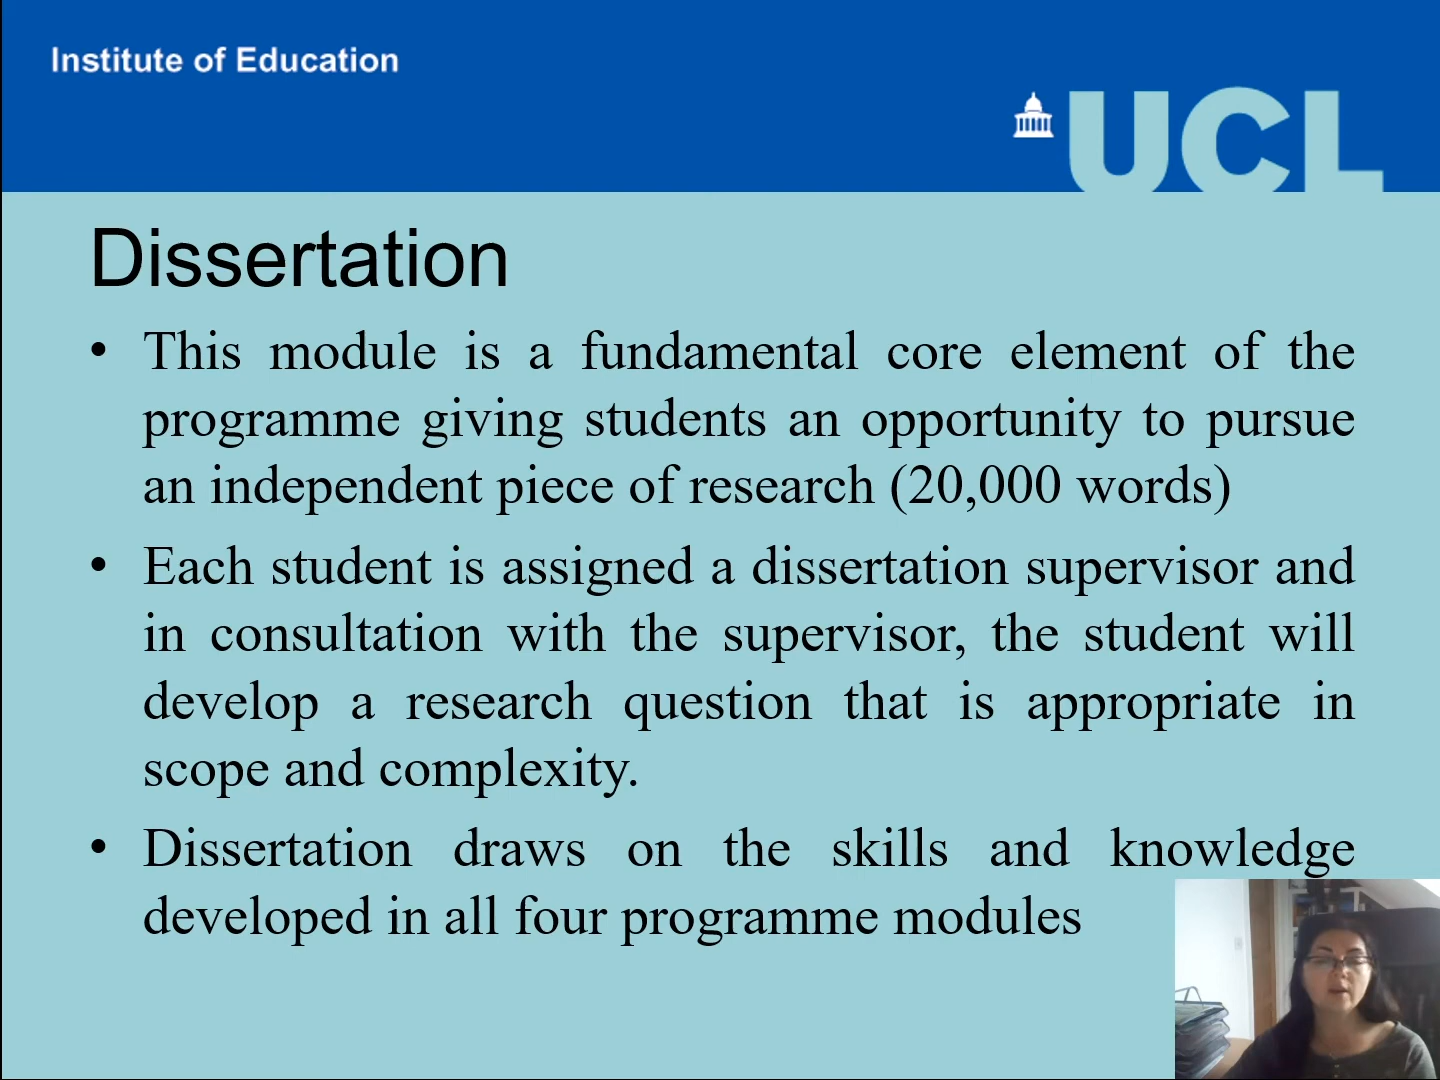 Institute of Education
UCL
Dissertation
• This module is a fundamental core element of the
programme giving students an opportunity to pursue
an independent piece of research (20,000 words)
• Each student is assigned a dissertation supervisor and
in consultation with the supervisor, the student will
develop a research question that is appropriate in
scope and complexity.
• Dissertation draws on the skills and knowledge
developed in all four programme modules